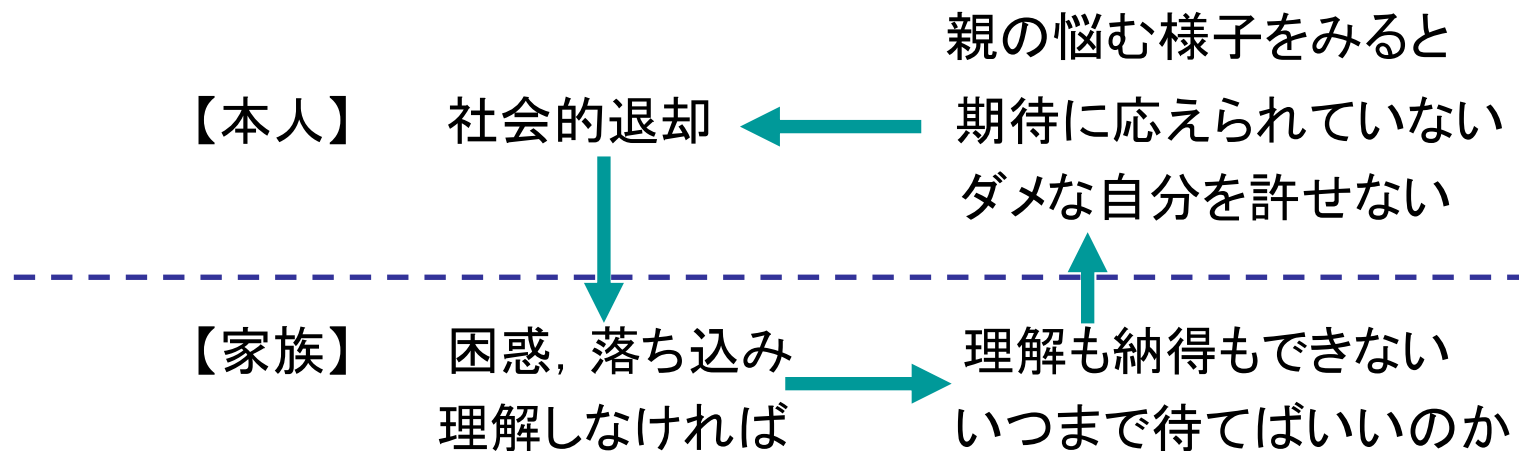 親の悩む様子をみると
【本人】 社会的退却 期待に応えられていない
ダメな自分を許せない
【家族】 困惑，落ち込み 理解も納得もできない
理解しなければ いつまで待てばいいのか